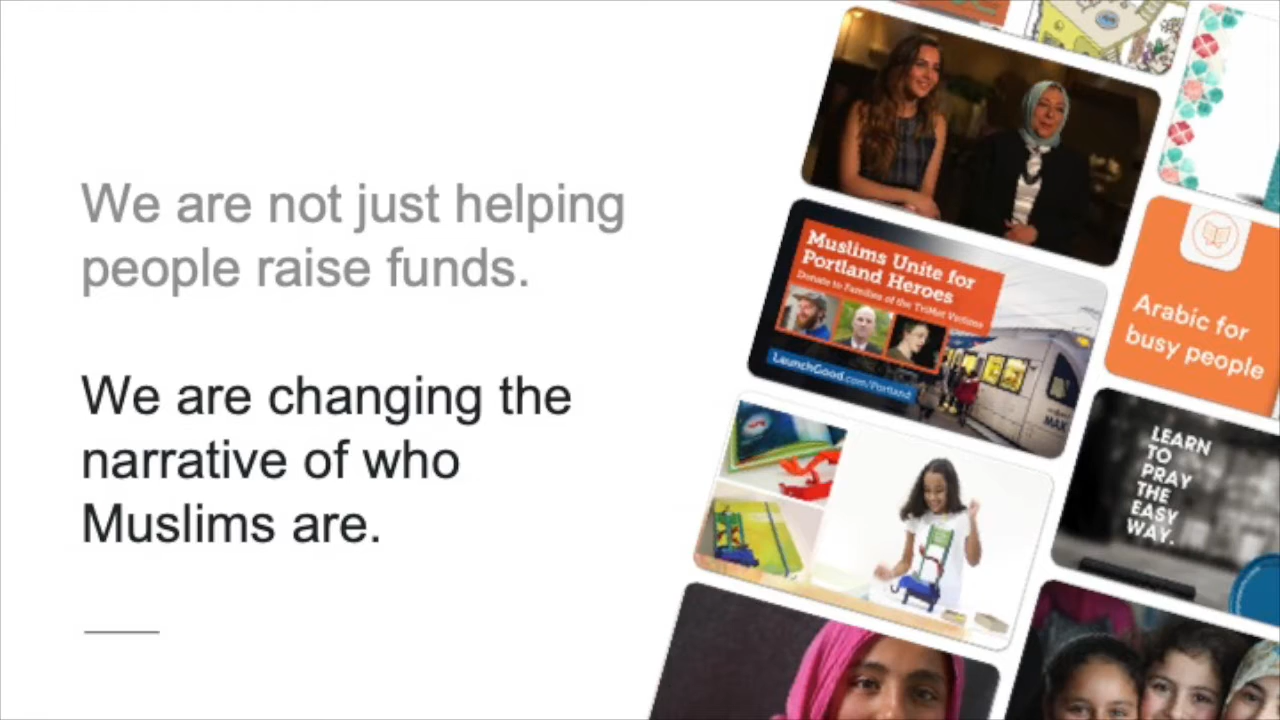 We are not just helping
people raise funds.
We are changing the
narrative of who
Muslims are.
Muslims Unite for
Portland Heroes
Donate to Families of the TriMet Victims
LaunchGood.com/Portland
MAX
Arabic for
busy people
LEARN
TO
PRAY
THE
EASY
WAY.